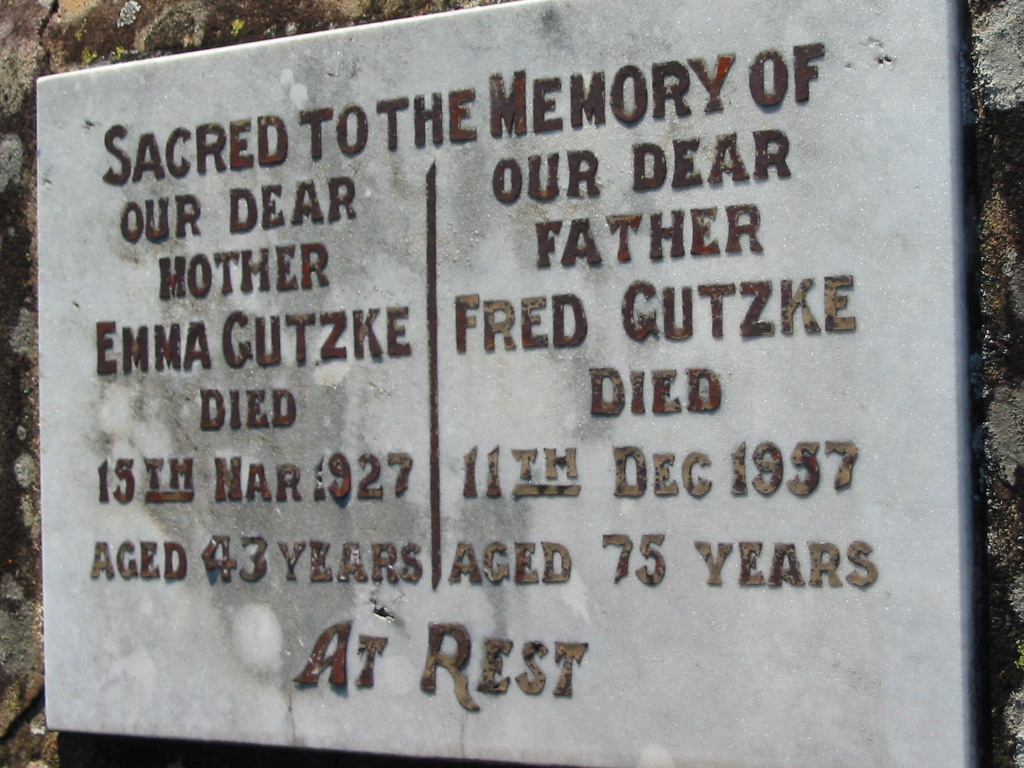 SACRED TO THE MEMORY OF
OUR DEAR
MOTHER
EMMA GUTZKE
DIED
15TH MAR 1927
AGED 43 YEARS
OUR DEAR
FATHER
FRED GUTZKE
DIED
11TH DEC 1957
AGED 75 YEARS
AT REST